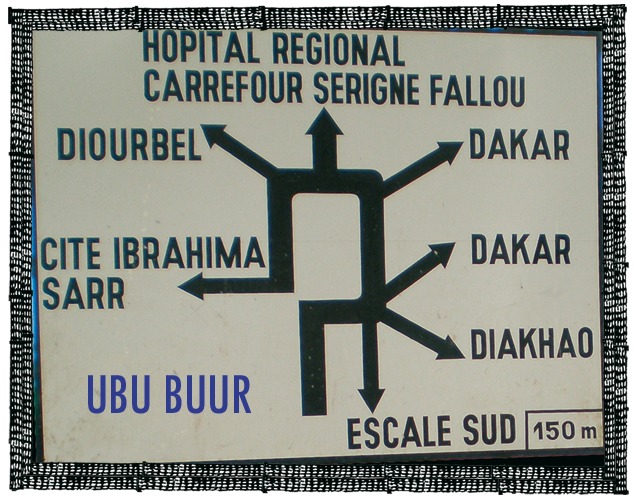 HOPITAL REGIONAL
CARREFOUR SERIGNE FALLOU
DIOURBEL
DAKAR
CITE IBRAHIMA
SARR
DAKAR
DIAKHAO
UBU BUUR
ESCALE SUD
150 m